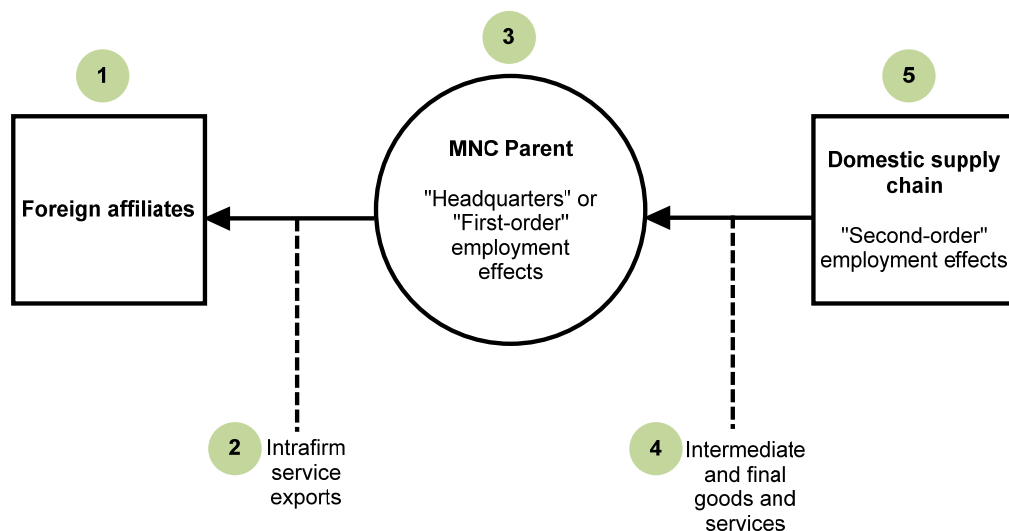 1
Foreign affiliates
2
Intrafirm
service
exports
3
MNC Parent
"Headquarters" or
"First-order"
employment
effects
4
Intermediate
and final
goods and
services
5
Domestic supply
chain
"Second-order"
employment effects